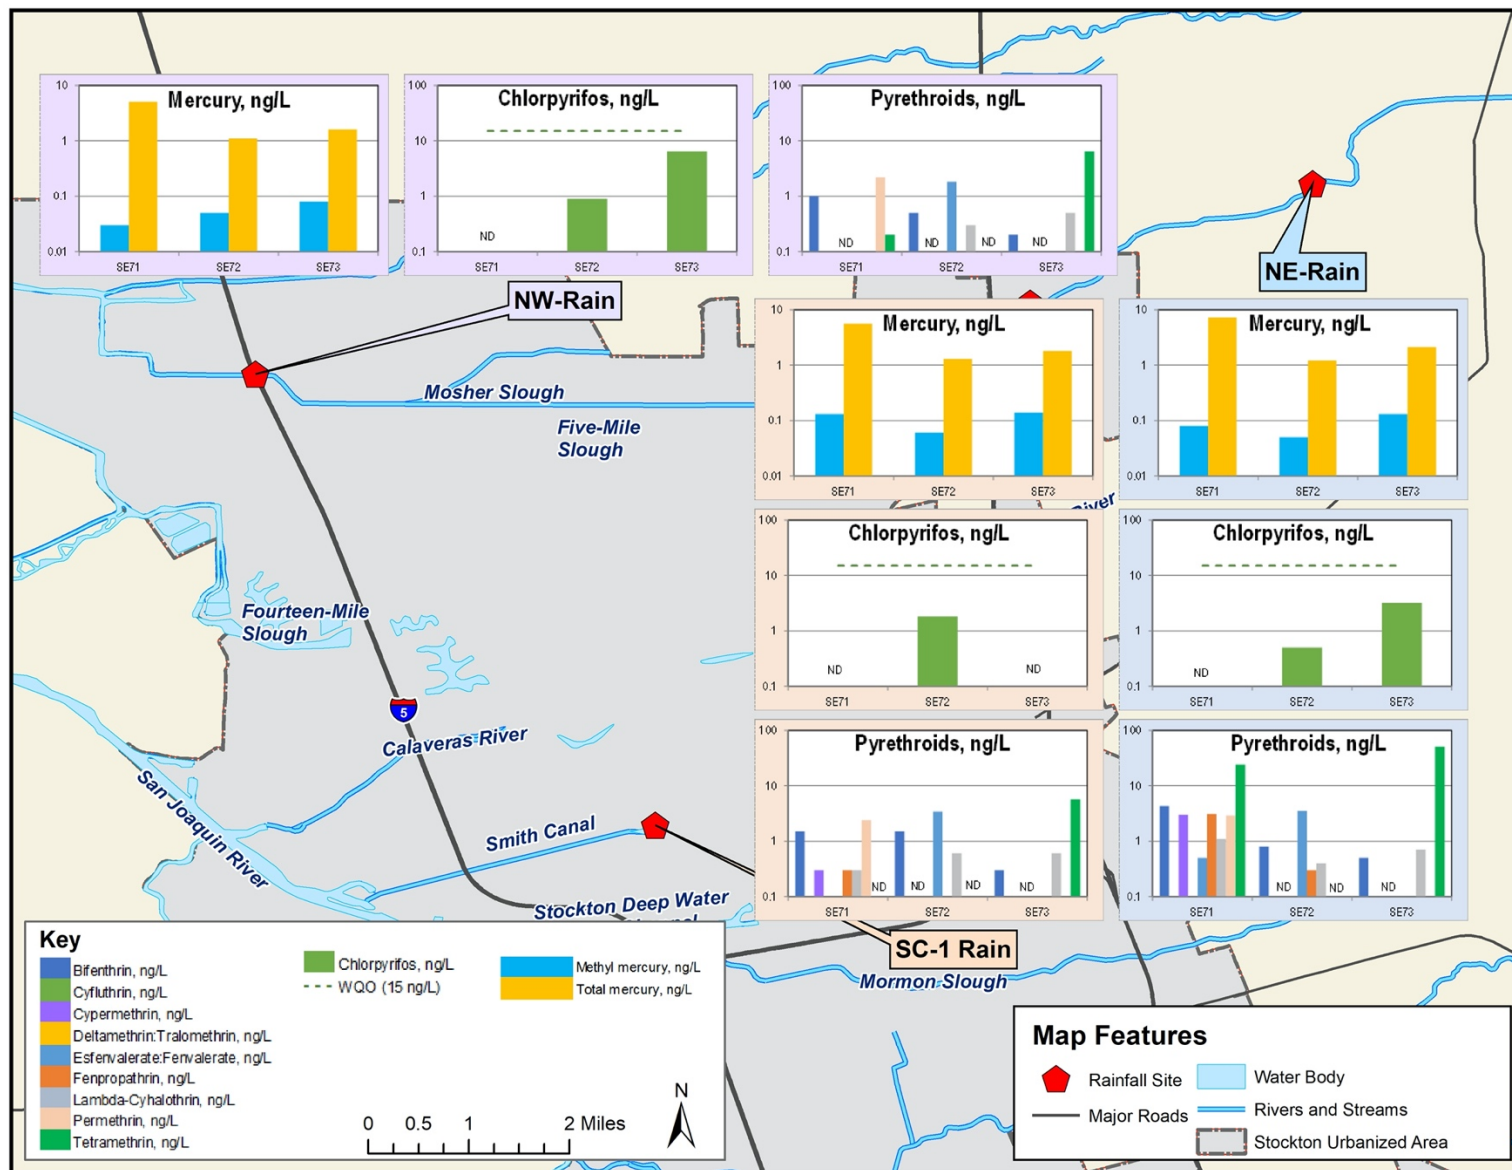 Mercury, ng/L
10
1
0.1
0.01
SE71 SE72 SE73
Chlorpyrifos, ng/L
100
10
1
0.1
ND
SE71 SE72 SE73
Pyrethroids, ng/L
100
10
1
0.1
ND ND ND ND
SE71 SE72 SE73
NE-Rain
NW-Rain
Mosher Slough
Five-Mile
Slough
Mercury, ng/L
10
1
0.1
0.01
SE71 SE72 SE73
Mercury, ng/L
10
1
0.1
0.01
SE71 SE72 SE73
River
Chlorpyrifos, ng/L
100
10
1
0.1
ND ND
SE71 SE72 SE73
Chlorpyrifos, ng/L
100
10
1
0.1
ND
SE71 SE72 SE73
Fourteen-Mile
Slough
5
Calaveras River
San Joaquin River
Smith Canal
Pyrethroids, ng/L
100
10
1
0.1
ND ND ND ND
SE71 SE72 SE73
Pyrethroids, ng/L
100
10
1
0.1
ND ND ND
SE71 SE72 SE73
Stockton Deep Water
SC-1 Rain
Mormon Slough
Key
Bifenthrin, ng/L
Cyfluthrin, ng/L
Cypermethrin, ng/L
Deltamethrin:Tralomethrin, ng/L
Esfenvalerate:Fenvalerate, ng/L
Fenpropathrin, ng/L
Lambda-Cyhalothrin, ng/L
Permethrin, ng/L
Tetramethrin, ng/L
Chlorpyrifos, ng/L
WQO (15 ng/L)
Methyl mercury, ng/L
Total mercury, ng/L
0 0.5 1 2 Miles
N
Map Features
Rainfall Site
Major Roads
Water Body
Rivers and Streams
Stockton Urbanized Area